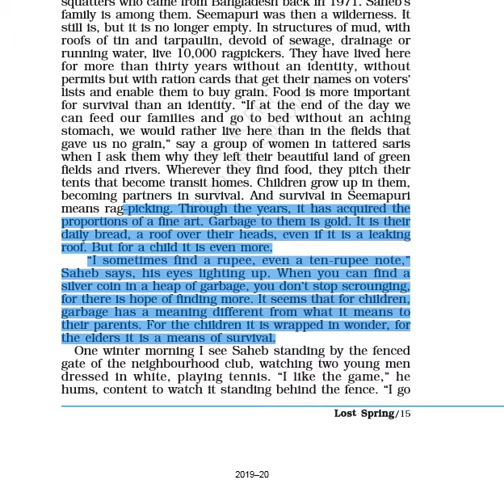 squatters who came from Bangladesh back in 1971. Saheb's
family is among them. Seemapuri was then a wilderness. It
still is, but it is no longer empty. In structures of mud, with
roofs of tin and tarpaulin, devoid of sewage, drainage or
running water, live 10,000 ragpickers. They have lived here
for more than thirty years without an identity, without
permits but with ration cards that get their names on voters'
lists and enable them to buy grain. Food is more important
for survival than an identity. “If at the end of the day we
can feed our families and go to bed without an aching
stomach, we would rather live here than in the fields that
gave us no grain,” say a group of women in tattered saris
when I ask them why they left their beautiful land of green
fields and rivers. Wherever they find food, they pitch their
tents that become transit homes. Children grow up in them,
becoming partners in survival. And survival in Seemapuri
means rag-picking. Through the years, it has acquired the
proportions of a fine art. Garbage to them is gold. It is their
daily bread, a roof over their heads, even if it is a leaking
roof. But for a child it is even more.
“I sometimes find a rupee, even a ten-rupee note,”
Saheb says, his eyes lighting up. When you can find a
silver coin in a heap of garbage, you don't stop scrounging,
for there is hope of finding more. It seems that for children,
garbage has a meaning different from what it means to
their parents. For the children it is wrapped in wonder, for
the elders it is a means of survival.
One winter morning I see Saheb standing by the fenced
gate of the neighbourhood club, watching two young men
dressed in white, playing tennis. “I like the game,” he
hums, content to watch it standing behind the fence. “I go
Lost Spring/15
2019–20